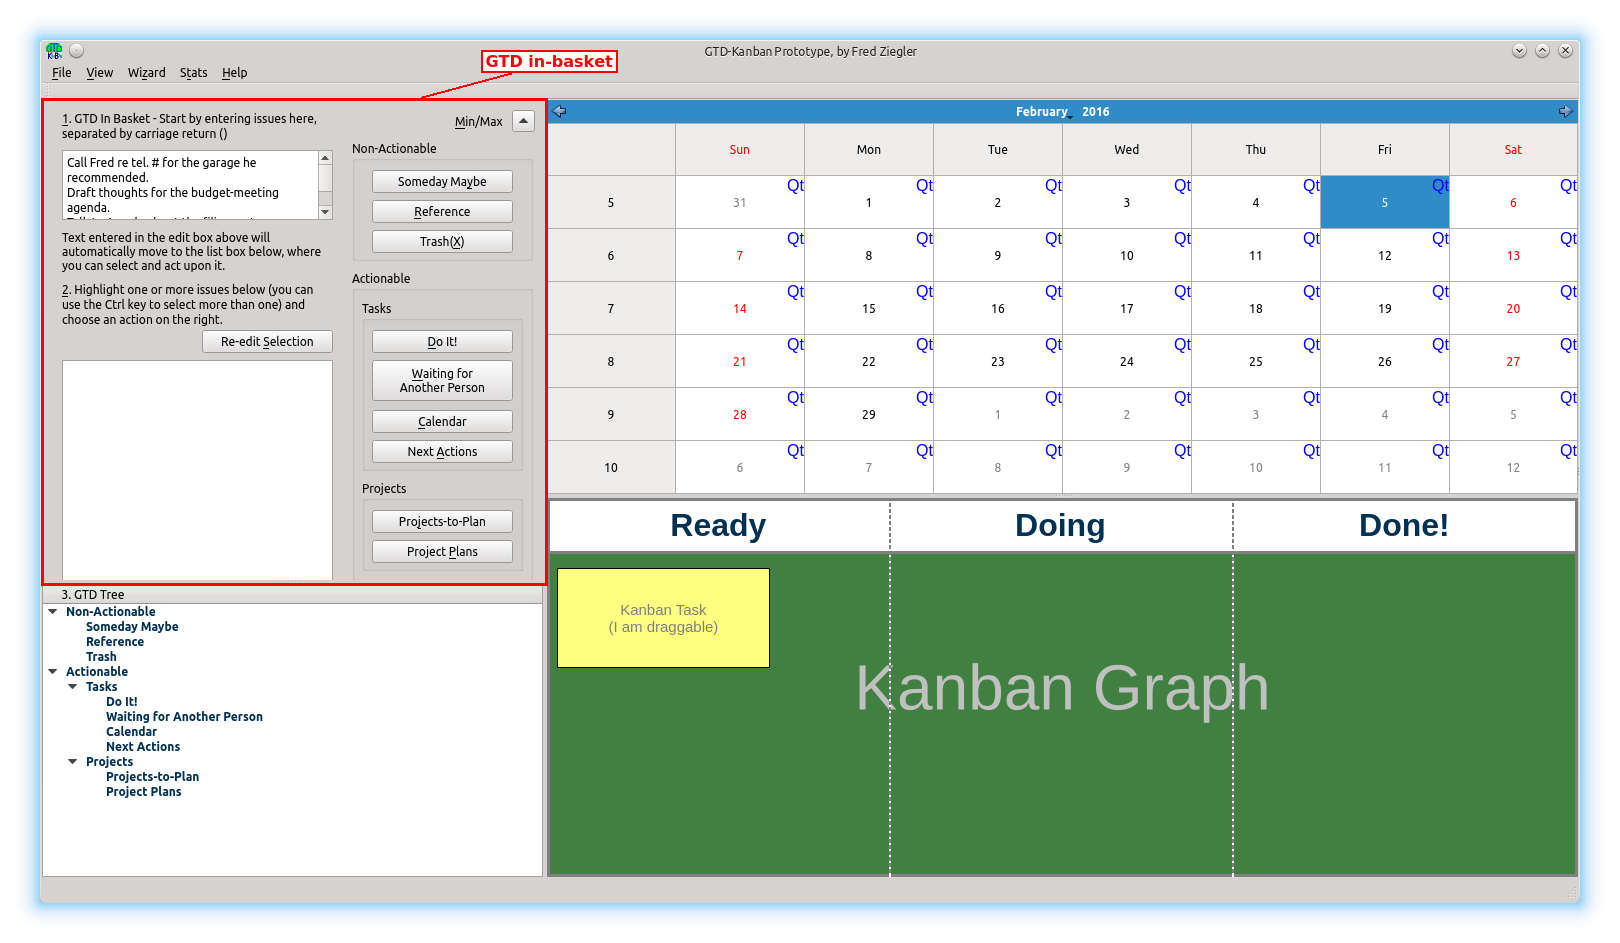 GTD-Kanban Prototype, by Fred Ziegler
File View Wizard Stats Help
GTD in-basket
1. GTD In Basket - Start by entering issues here,
separated by carriage return ()
Min/Max
Call Fred re tel. # for the garage he
recommended.
Draft thoughts for the budget-meeting
agenda.
Text entered in the edit box above will
automatically move to the list box below, where
you can select and act upon it.
2. Highlight one or more issues below (you can
use the Ctrl key to select more than one) and
choose an action on the right.
Re-edit Selection
Non-Actionable
Someday Maybe
Reference
Trash(X)
Actionable
Tasks
Do It!
Waiting for
Another Person
Calendar
Next Actions
Projects
Projects-to-Plan
Project Plans
3. GTD Tree
Non-Actionable
Someday Maybe
Reference
Trash
Actionable
Tasks
Do It!
Waiting for Another Person
Calendar
Next Actions
Projects
Projects-to-Plan
Project Plans
February, 2016
Sun Mon Tue Wed Thu Fri Sat
Qt Qt Qt Qt Qt Qt Qt
5 31 1 2 3 4 5 6
Qt Qt Qt Qt Qt Qt Qt
6 7 8 9 10 11 12 13
Qt Qt Qt Qt Qt Qt Qt
7 14 15 16 17 18 19 20
Qt Qt Qt Qt Qt Qt Qt
8 21 22 23 24 25 26 27
Qt Qt Qt Qt Qt Qt Qt
9 28 29 1 2 3 4 5
Qt Qt Qt Qt Qt Qt Qt
10 6 7 8 9 10 11 12
Ready Doing Done!
Kanban Task
(I am draggable)
Kanban Graph